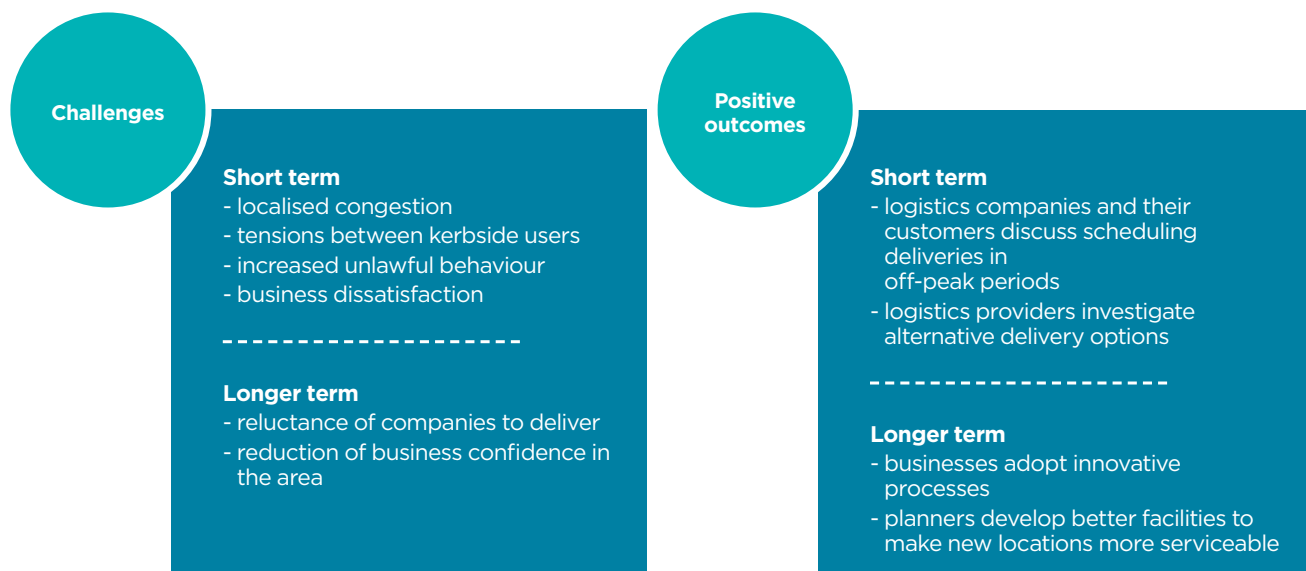 Challenges
Short term
- localised congestion
- tensions between kerbside users
- increased unlawful behaviour
- business dissatisfaction
Longer term
- reluctance of companies to deliver
- reduction of business confidence in
the area
Positive
outcomes
Short term
- logistics companies and their
customers discuss scheduling
deliveries in
off-peak periods
- logistics providers investigate
alternative delivery options
Longer term
- businesses adopt innovative
processes
- planners develop better facilities to
make new locations more serviceable